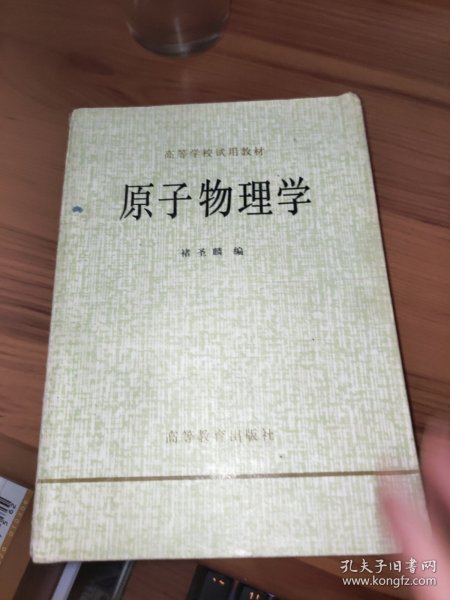 高等学校试用教材
原子物理学
褚圣麟 编
高等教育出版社
孔夫子旧书网
www.kongfz.com